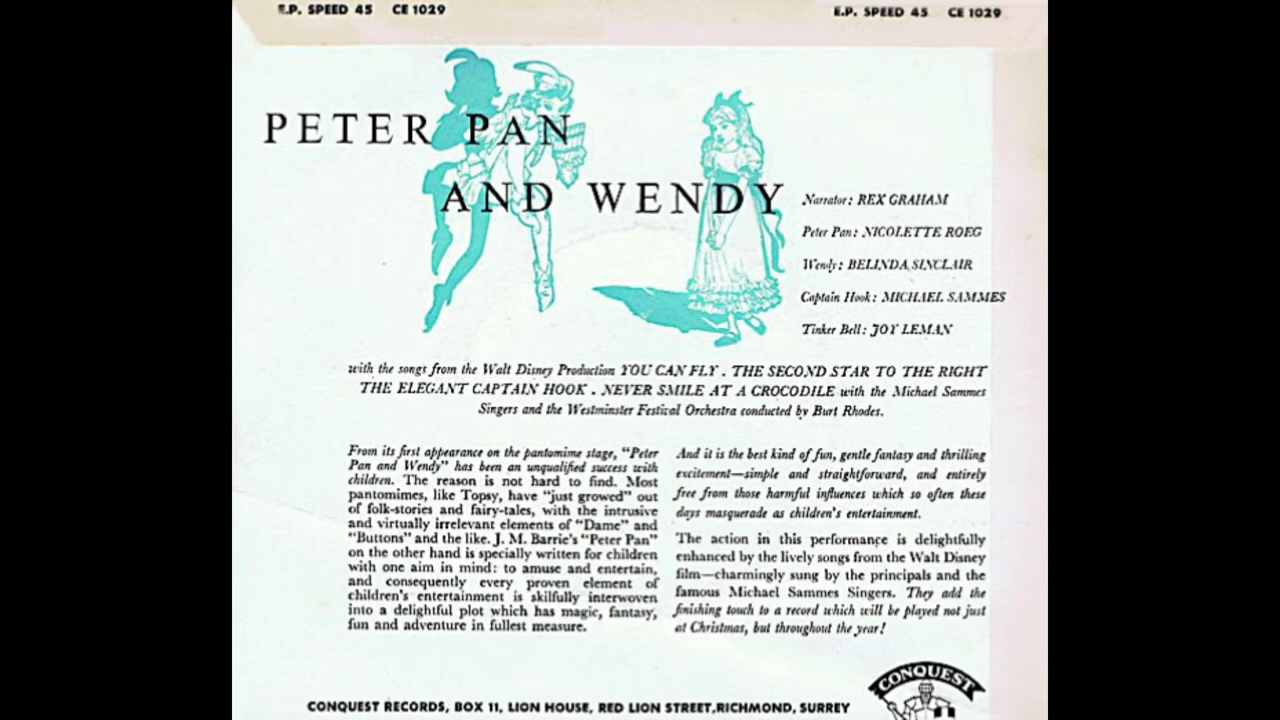 E.P. SPEED 45 CE 1029
E.P. SPEED 45 CE 1029
PETER PAN
AND WENDY
Narrator: REX GRAHAM
Peter Pan: NICOLETTE ROEG
Wendy: BELINDA SINCLAIR
Captain Hook: MICHAEL SAMMES
Tinker Bell: JOY LEMAN
with the songs from the Walt Disney Production YOU CAN FLY . THE SECOND STAR TO THE RIGHT
THE ELEGANT CAPTAIN HOOK . NEVER SMILE AT A CROCODILE with the Michael Sammes
Singers and the Westminster Festival Orchestra conducted by Burt Rhodes.
From its first appearance on the pantomime stage, "Peter
Pan and Wendy" has been an unqualified success with
children. The reason is not hard to find. Most
pantomimes, like Topsy, have "just growed" out
of folk-stories and fairy-tales, with the intrusive
and virtually irrelevant elements of "Dame" and
"Buttons" and the like. J. M. Barrie's "Peter Pan"
on the other hand is specially written for children
with one aim in mind: to amuse and entertain,
and consequently every proven element of
children's entertainment is skilfully interwoven
into a delightful plot which has magic, fantasy,
fun and adventure in fullest measure.
And it is the best kind of fun, gentle fantasy and thrilling
excitement—simple and straightforward, and entirely
free from those harmful influences which so often these
days masquerade as children's entertainment.
The action in this performance is delightfully
enhanced by the lively songs from the Walt Disney
film—charmingly sung by the principals and the
famous Michael Sammes Singers. They add the
finishing touch to a record which will be played not just
at Christmas, but throughout the year!
CONQUEST
CONQUEST RECORDS, BOX 11, LION HOUSE, RED LION STREET,RICHMOND, SURREY